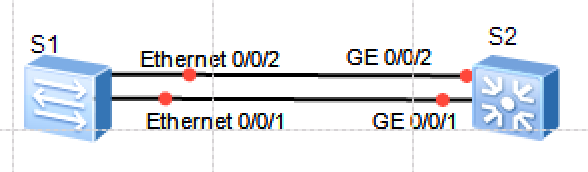 S1
S2
Ethernet 0/0/2
GE 0/0/2
Ethernet 0/0/1
GE 0/0/1